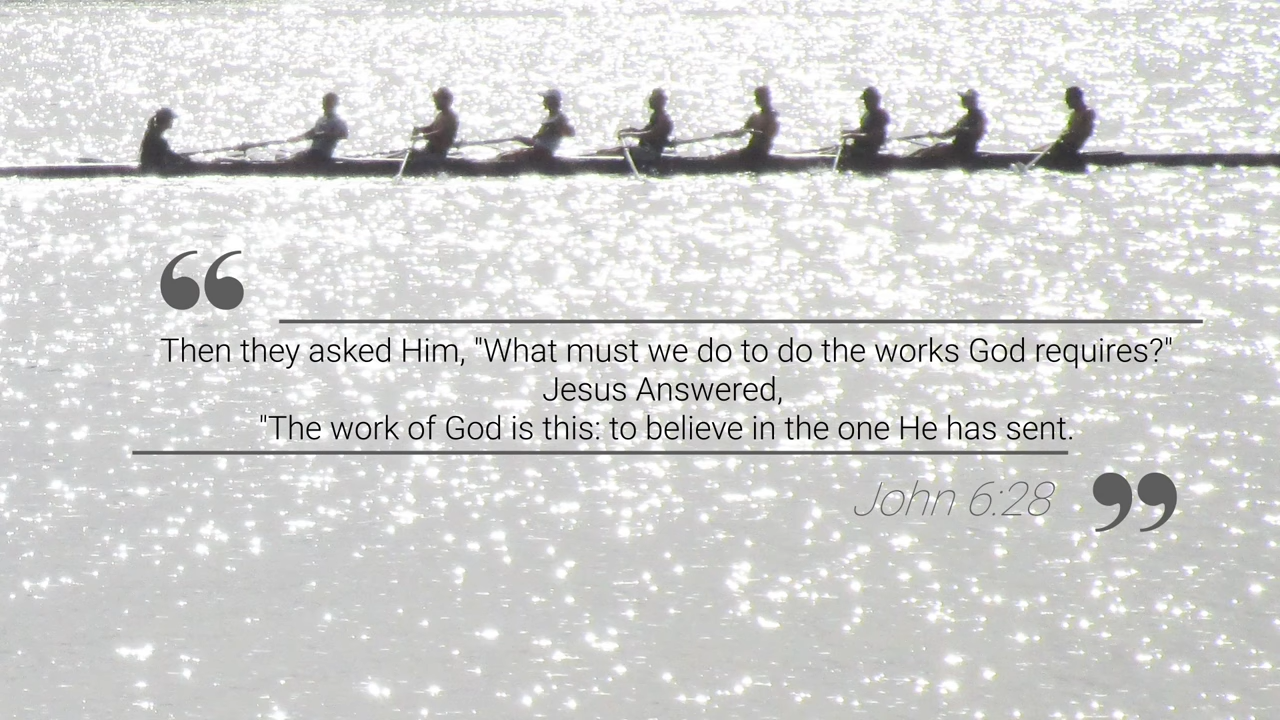 Then they asked Him, "What must we do to do the works God requires?"
Jesus Answered,
"The work of God is this: to believe in the one He has sent.
John 6:28